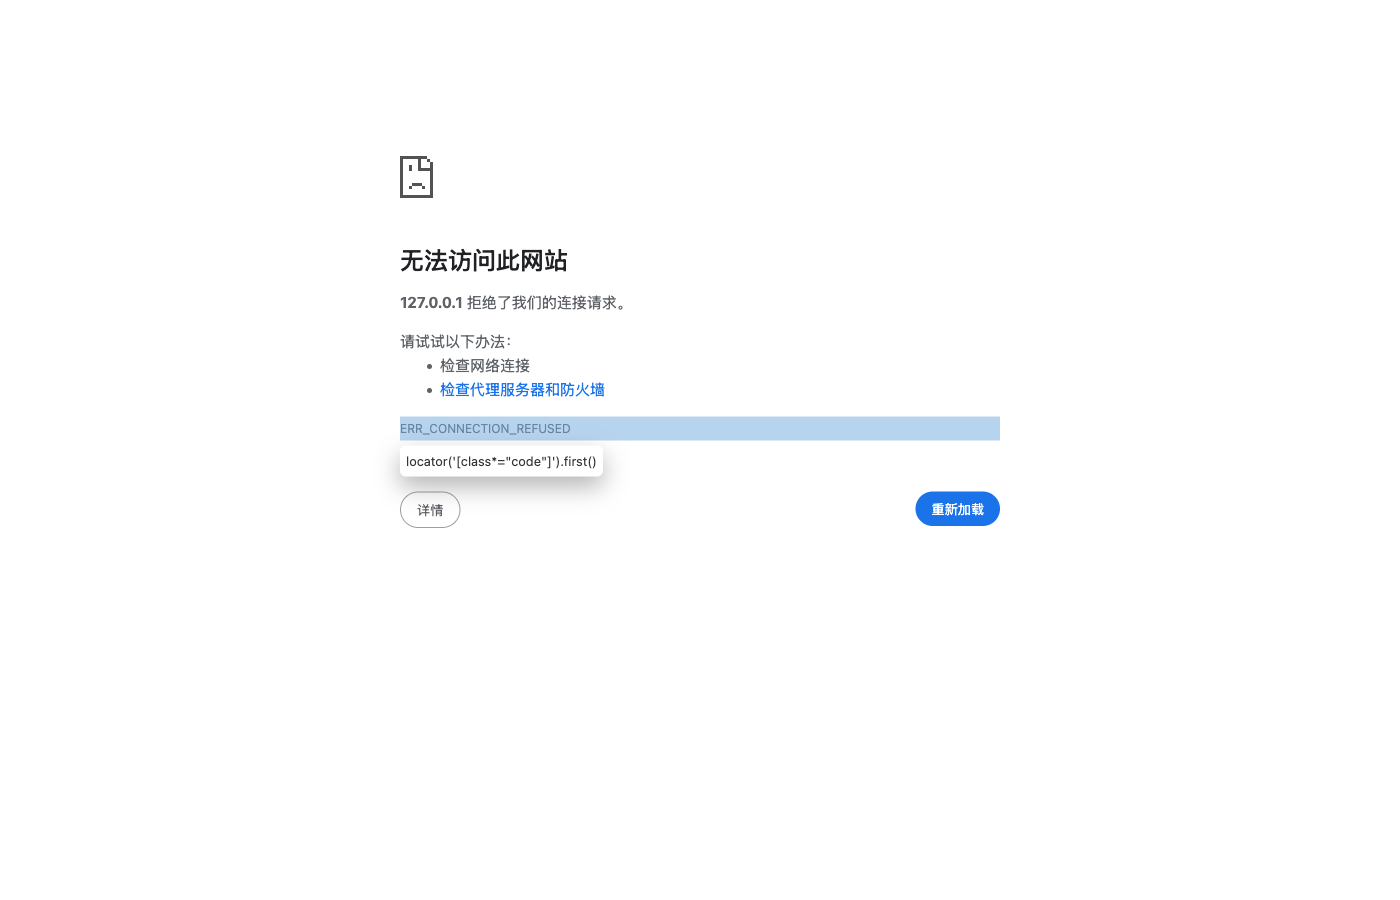 无法访问此网站
127.0.0.1 拒绝了我们的连接请求。
请试试以下办法：
检查网络连接
检查代理服务器和防火墙
ERR_CONNECTION_REFUSED
locator('[class*="code"]').first()
详情
重新加载